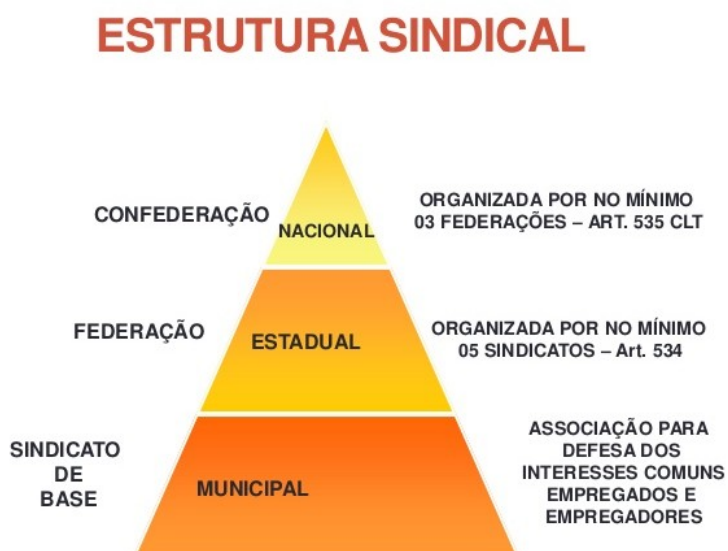 ESTRUTURA SINDICAL
CONFEDERAÇÃO
NACIONAL
ORGANIZADA POR NO MÍNIMO
03 FEDERAÇÕES – ART. 535 CLT
FEDERAÇÃO
ESTADUAL
ORGANIZADA POR NO MÍNIMO
05 SINDICATOS – Art. 534
SINDICATO
DE
BASE
MUNICIPAL
ASSOCIAÇÃO PARA
DEFESA DOS
INTERESSES COMUNS
EMPREGADOS E
EMPREGADORES